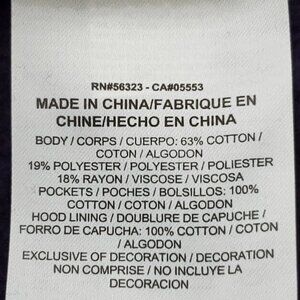 RN#56323 - CA#05553
MADE IN CHINA/FABRIQUE EN
CHINE/HECHO EN CHINA
BODY / CORPS / CUERPO: 63% COTTON /
COTON / ALGODON
19% POLYESTER / POLYESTER / POLIESTER
18% RAYON / VISCOSE / VISCOSA
POCKETS / POCHES / BOLSILLOS: 100%
COTTON / COTON / ALGODON
HOOD LINING / DOUBLURE DE CAPUCHE /
FORRO DE CAPUCHA: 100% COTTON / COTON
/ ALGODON
EXCLUSIVE OF DECORATION / DECORATION
NON COMPRISE / NO INCLUYE LA
DECORACION